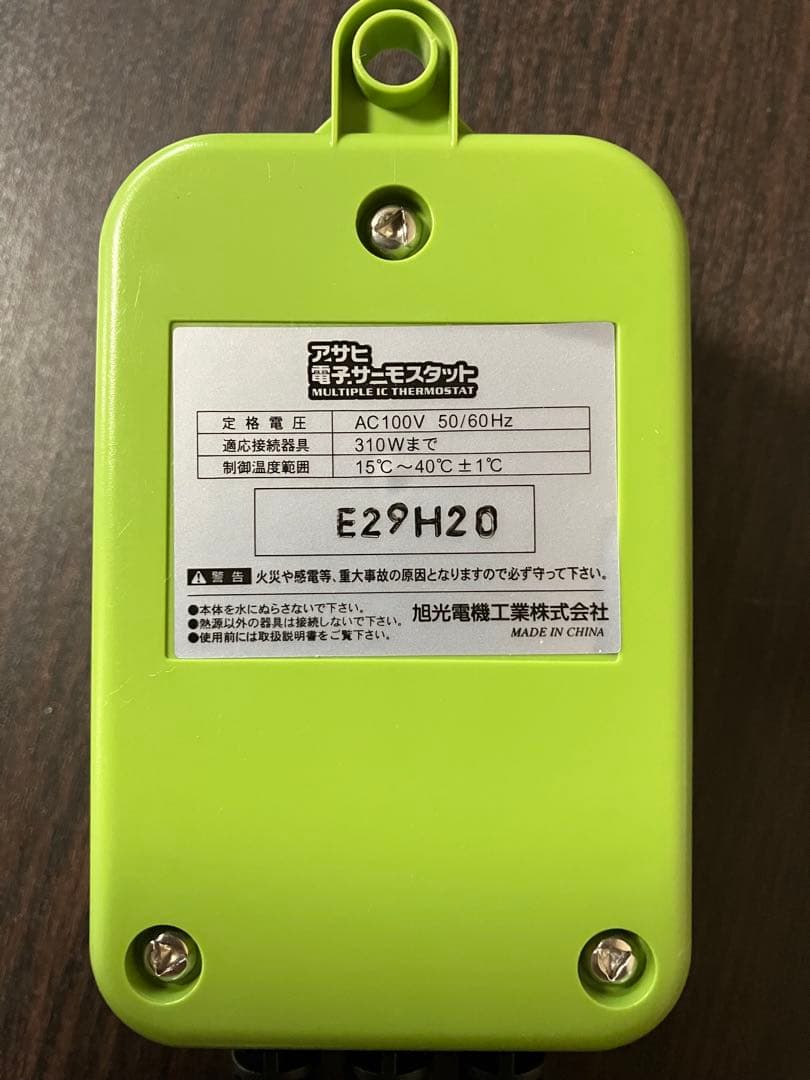 アサヒ
電子サーモスタット
MULTIPLE IC THERMOSTAT
定格電圧 AC100V 50/60Hz
適応接続器具 310Wまで
制御温度範囲 15℃～40℃±1℃
E29H20
警告 火災や感電等、重大事故の原因となりますので必ず守って下さい。
●本体を水にぬらさないで下さい。
●熱源以外の器具は接続しないで下さい。
●使用前には取扱説明書をご覧下さい。
旭光電機工業株式会社
MADE IN CHINA